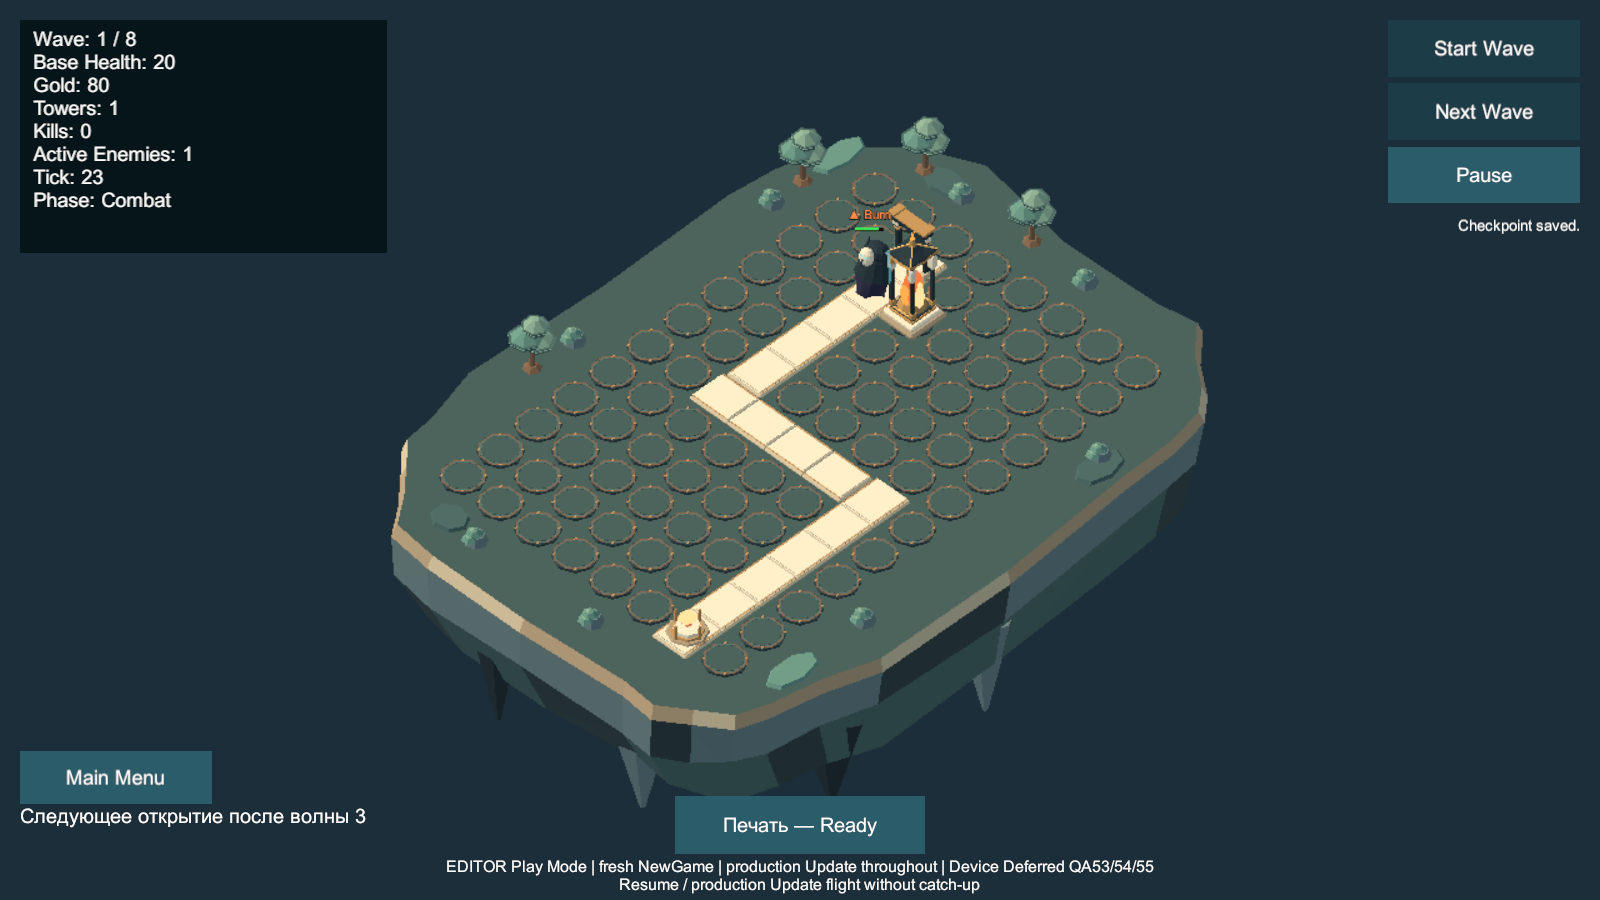 Wave: 1 / 8
Base Health: 20
Gold: 80
Towers: 1
Kills: 0
Active Enemies: 1
Tick: 23
Phase: Combat
Start Wave
Next Wave
Pause
Checkpoint saved.
Main Menu
Следующее открытие после волны 3
Печать — Ready
EDITOR Play Mode | fresh NewGame | production Update throughout | Device Deferred QA53/54/55
Resume / production Update flight without catch-up